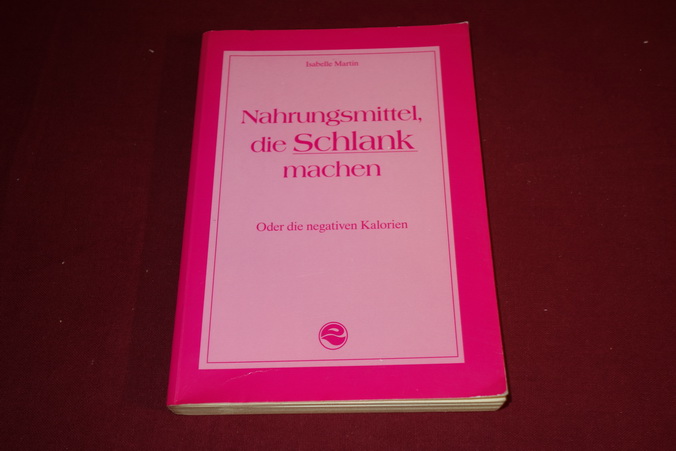 Isabelle Martin
Nahrungsmittel,
die Schlank
machen
Oder die negativen Kalorien